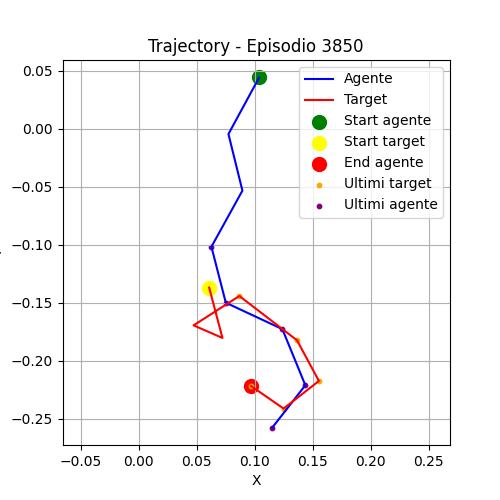 Trajectory - Episodio 3850
Agente
Target
Start agente
Start target
End agente
Ultimi target
Ultimi agente
0.05
0.00
−0.05
−0.10
−0.15
−0.20
−0.25
−0.05 0.00 0.05 0.10 0.15 0.20 0.25
X